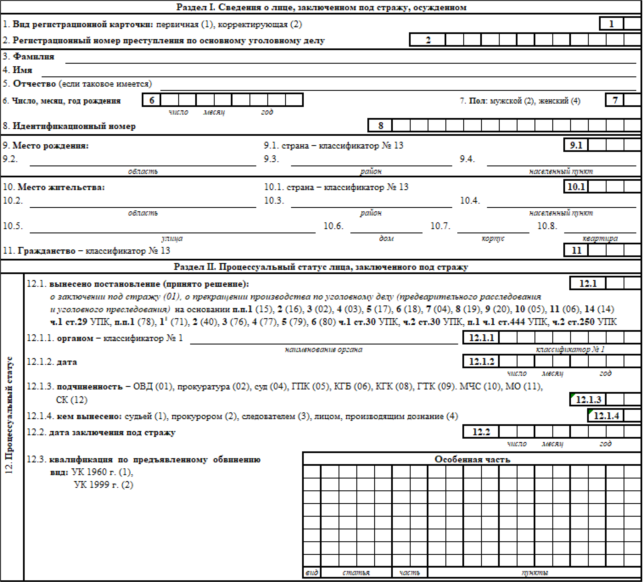 Раздел I. Сведения о лице, заключенном под стражу, осужденном
1. Вид регистрационной карточки: первичная (1), корректирующая (2) 1
2. Регистрационный номер преступления по основному уголовному делу 2
3. Фамилия
4. Имя
5. Отчество (если таковое имеется)
6. Число, месяц, год рождения 6 7. Пол: мужской (2), женский (4) 7
число месяц год
8. Идентификационный номер 8
9. Место рождения: 9.1. страна – классификатор № 13 9.1
9.2. 9.3. 9.4.
область район населенный пункт
10. Место жительства: 10.1. страна – классификатор № 13 10.1
10.2. 10.3. 10.4.
область район населенный пункт
10.5. 10.6. 10.7. 10.8.
улица дом корпус квартира
11. Гражданство – классификатор № 13 11
Раздел II. Процессуальный статус лица, заключенного под стражу
12. Процессуальный статус
12.1. вынесено постановление (принято решение): 12.1
о заключении под стражу (01), о прекращении производства по уголовному делу (предварительного расследования
и уголовного преследования) на основании п.п.1 (15), 2 (16), 3 (02), 4 (03), 5 (17), 6 (18), 7 (04), 8 (19), 9 (20), 10 (05), 11 (06), 14 (14)
ч.1 ст.29 УПК, п.п.1 (78), 1¹ (71), 2 (40), 3 (76), 4 (77), 5 (79), 6 (80) ч.1 ст.30 УПК, ч.2 ст.30 УПК, п.1 ч.1 ст.444 УПК, ч.2 ст.250 УПК
12.1.1. органом – классификатор № 1 12.1.1
наименования органа классификатор № 1
12.1.2. дата 12.1.2
число месяц год
12.1.3. подчиненность – ОВД (01), прокуратура (02), суд (04), ГПК (05), КГБ (06), КГК (08), ГТК (09). МЧС (10), МО (11),
СК (12) 12.1.3
12.1.4. кем вынесено: судьей (1), прокурором (2), следователем (3), лицом, производящим дознание (4) 12.1.4
12.2. дата заключения под стражу 12.2
число месяц год
12.3. квалификация по предъявленному обвинению
вид: УК 1960 г. (1),
УК 1999 г. (2)
Особенная часть
вид статья часть пункты